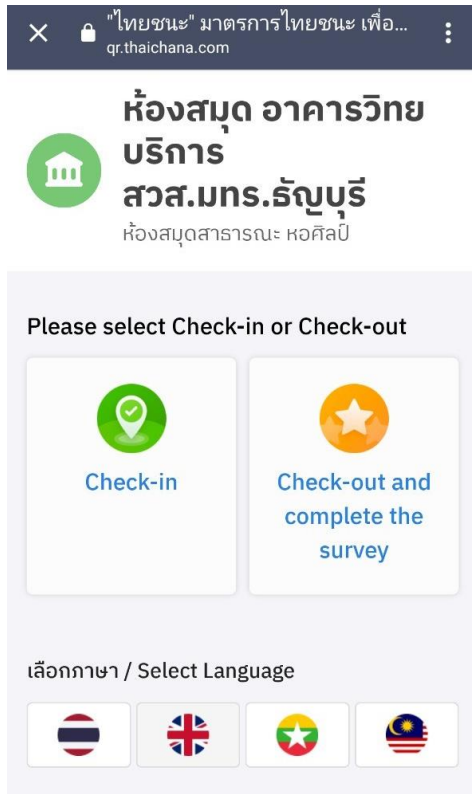 "ไทยชนะ" มาตรการไทยชนะ เพื่อ...
qr.thaichana.com
ห้องสมุด อาคารวิทย
บริการ
สวส.มทร.ธัญบุรี
ห้องสมุดสาธารณะ หอศิลป์
Please select Check-in or Check-out
Check-in
Check-out and
complete the
survey
เลือกภาษา / Select Language